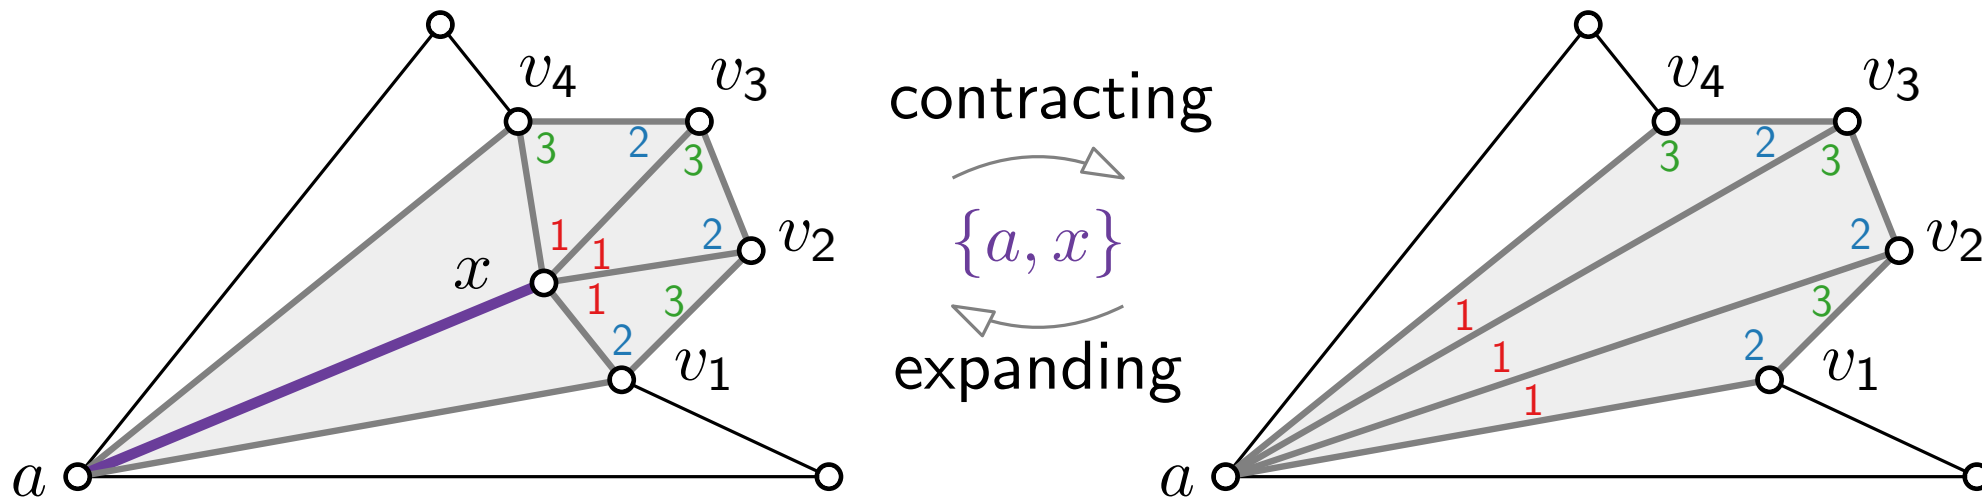 v4 v3
3 2 3
1 1 2 v2
x 1 3
2 v1
a
contracting
{a, x}
expanding
v4 v3
3 2 3
2 v2
1 3
1 2 v1
1
a